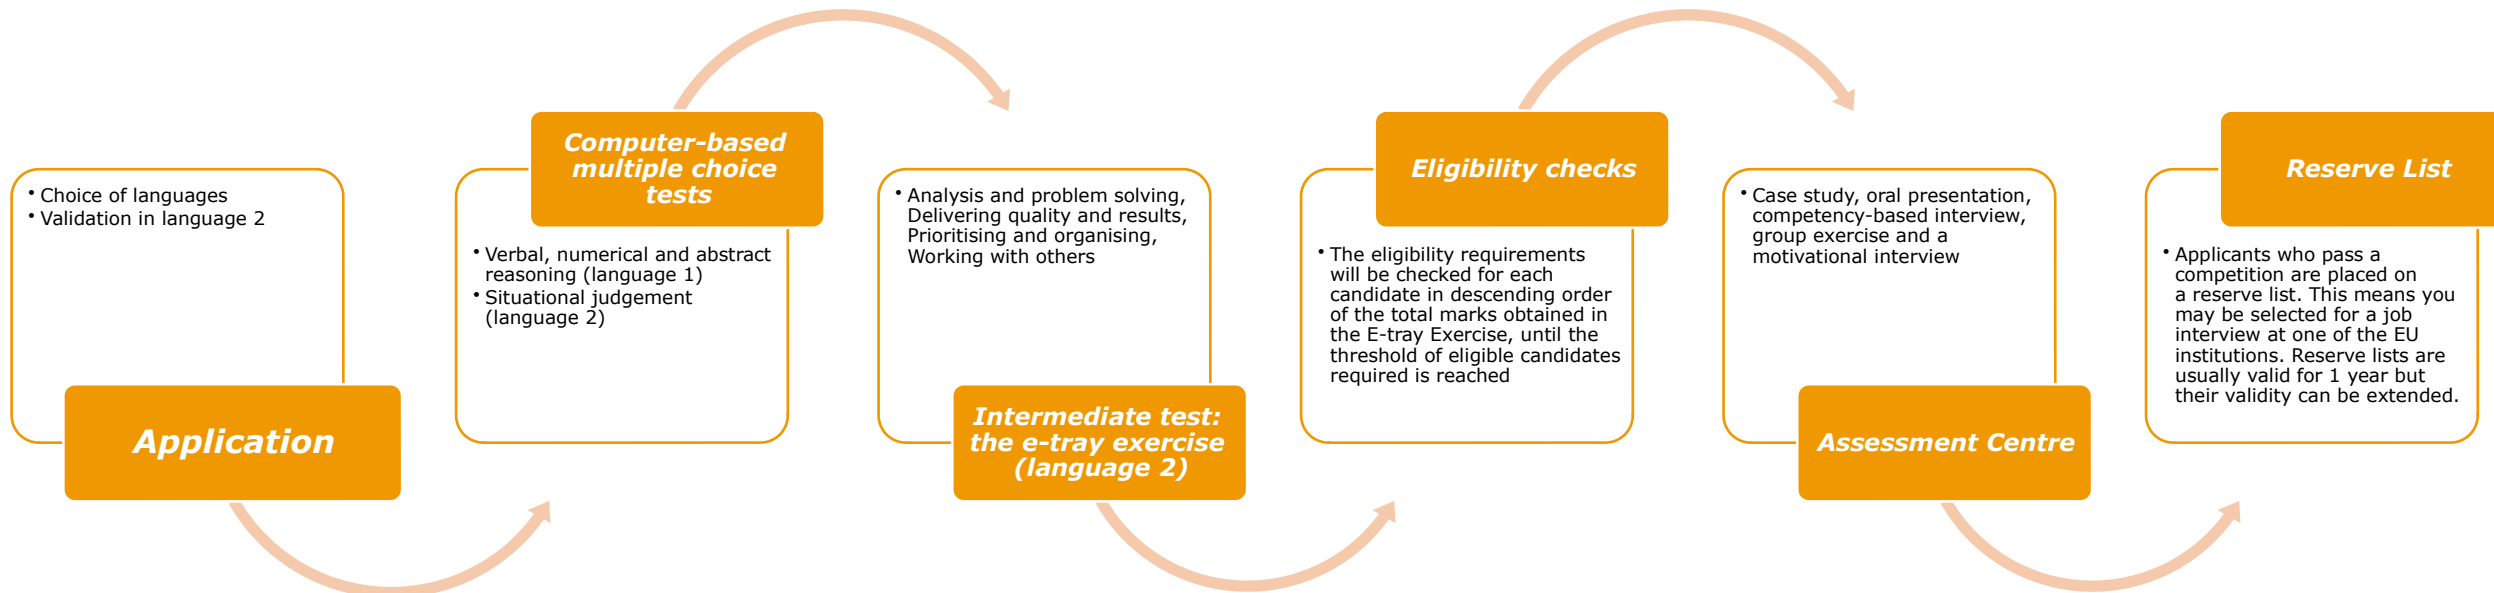 • Choice of languages
• Validation in language 2
Application
Computer-based
multiple choice
tests
• Verbal, numerical and abstract
reasoning (language 1)
• Situational judgement
(language 2)
• Analysis and problem solving,
Delivering quality and results,
Prioritising and organising,
Working with others
Intermediate test:
the e-tray exercise
(language 2)
Eligibility checks
• The eligibility requirements
will be checked for each
candidate in descending order
of the total marks obtained in
the E-tray Exercise, until the
threshold of eligible candidates
required is reached
• Case study, oral presentation,
competency-based interview,
group exercise and a
motivational interview
Assessment Centre
Reserve List
• Applicants who pass a
competition are placed on
a reserve list. This means you
may be selected for a job
interview at one of the EU
institutions. Reserve lists are
usually valid for 1 year but
their validity can be extended.